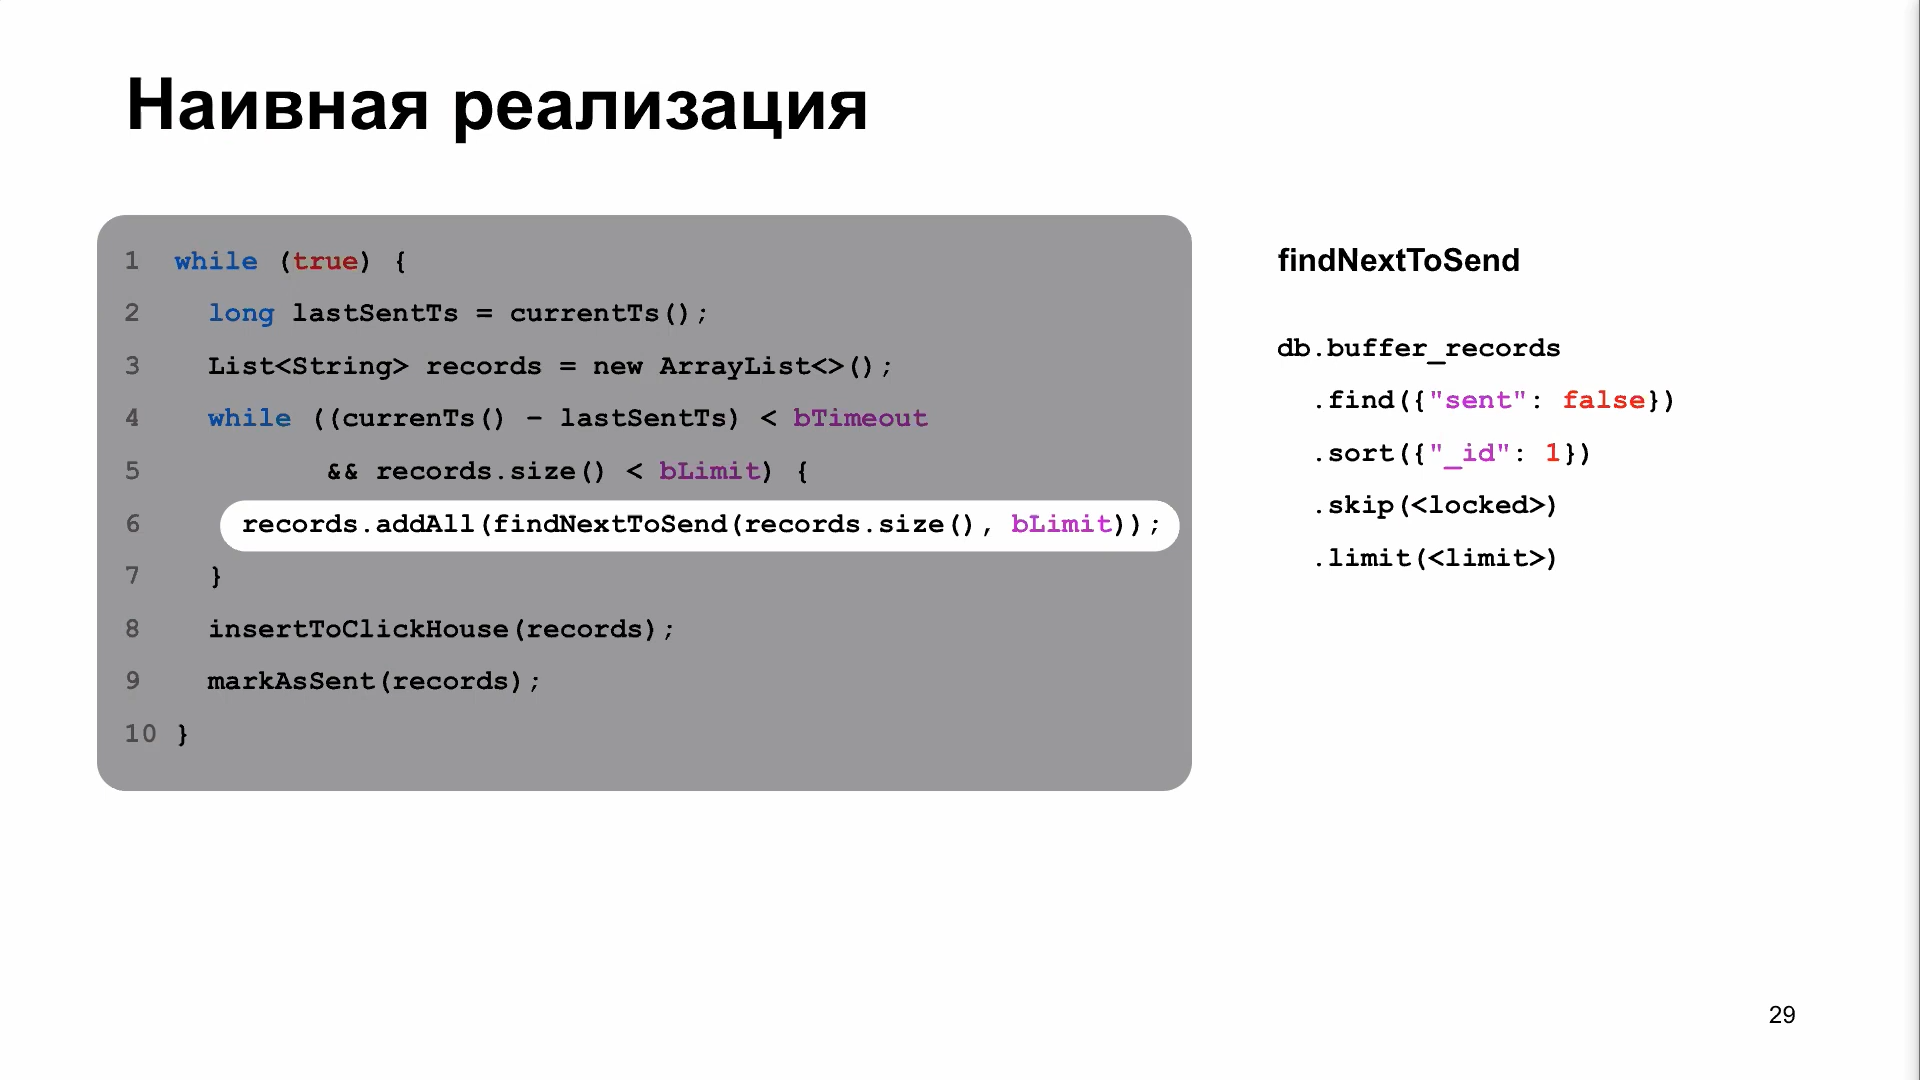 Наивная реализация
1 while (true) {
2 long lastSentTs = currentTs();
3 List<String> records = new ArrayList<>();
4 while ((currenTs() – lastSentTs) < bTimeout
5 && records.size() < bLimit) {
6 records.addAll(findNextToSend(records.size(), bLimit));
7 }
8 insertToClickHouse(records);
9 markAsSent(records);
10 }
findNextToSend
db.buffer_records
.find({"sent": false})
.sort({"_id": 1})
.skip(<locked>)
.limit(<limit>)
29